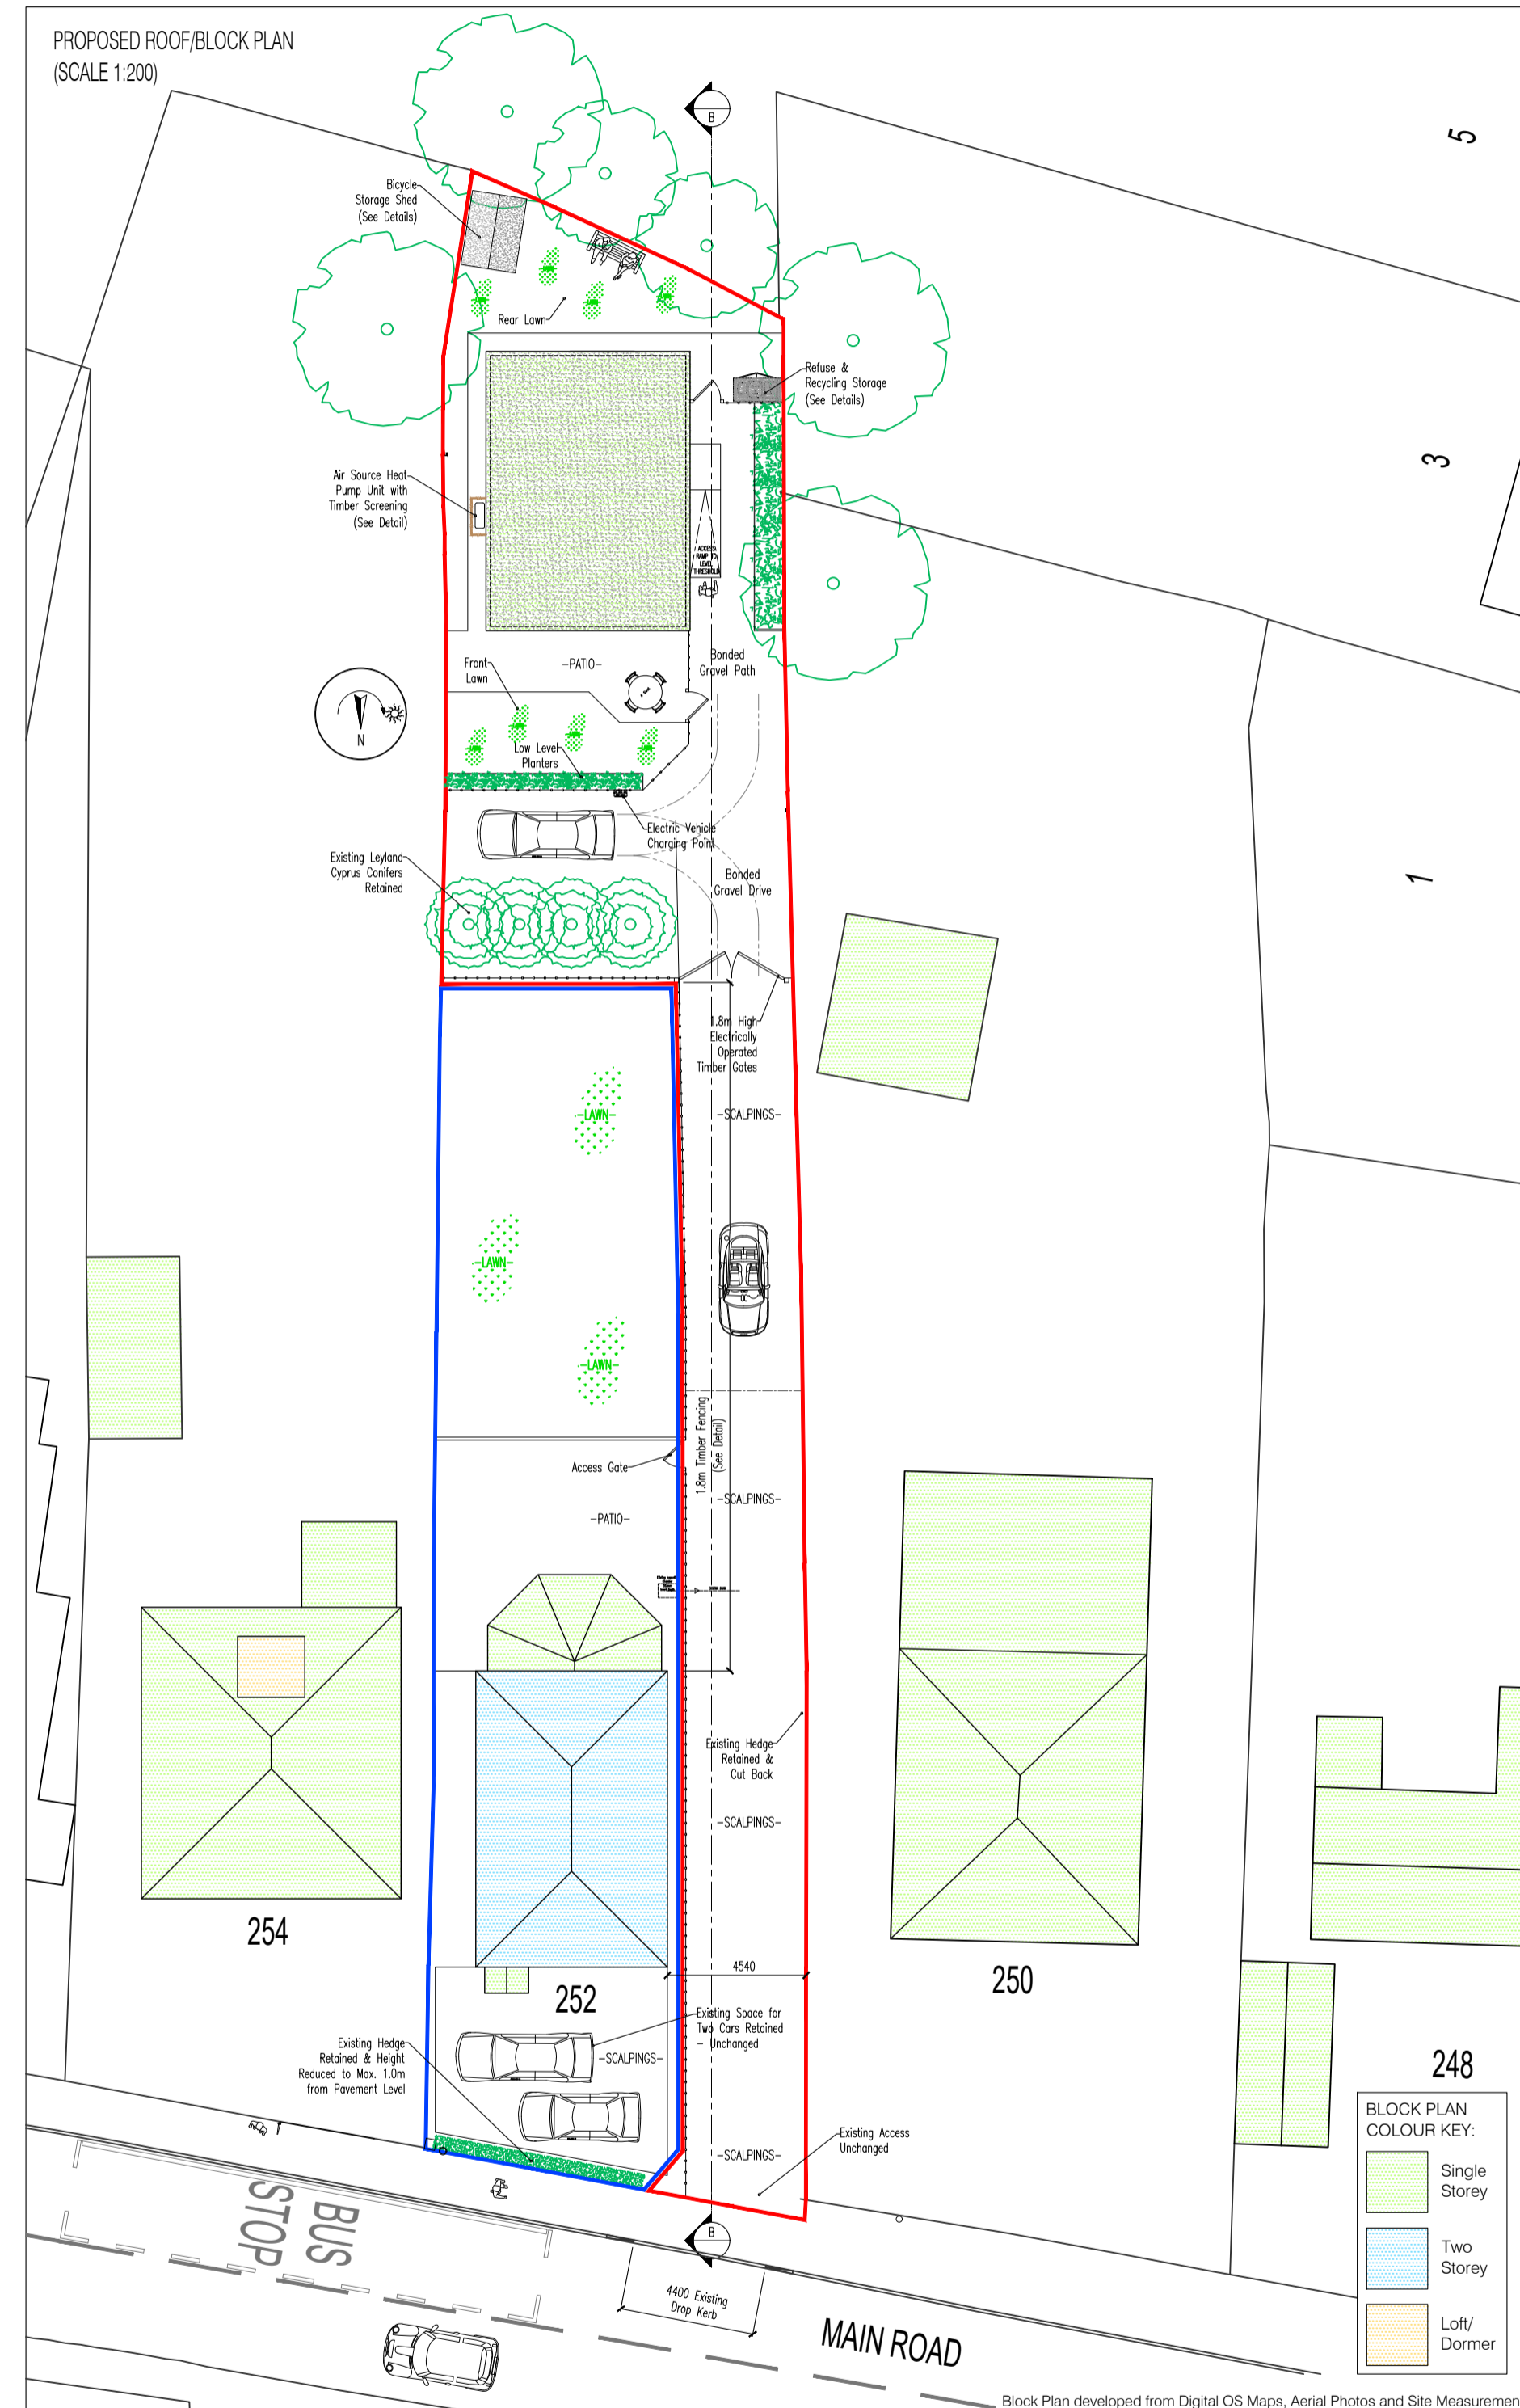 PROPOSED ROOF/BLOCK PLAN
(SCALE 1:200)
B
5
Bicycle
Storage Shed
(See Details)
Rear Lawn
Refuse &
Recycling Storage
(See Details)
3
Air Source Heat
Pump Unit with
Timber Screening
(See Detail)
ACCESS
RAMP TO
LEVEL
THRESHOLD
Front
Lawn
-PATIO-
Bonded
Gravel Path
N
Low Level
Planters
Electric Vehicle
Charging Point
Existing Leyland
Cyprus Conifers
Retained
Bonded
Gravel Drive
1
1.8m High
Electrically
Operated
Timber Gates
-LAWN-
-SCALPINGS-
-LAWN-
-LAWN-
1.8m Timber Fencing
(See Detail)
Access Gate
-SCALPINGS-
-PATIO-
Existing Hedge
Retained &
Cut Back
-SCALPINGS-
254
4540
252
250
Existing Space for
Two Cars Retained
- Unchanged
Existing Hedge
Retained & Height
Reduced to Max. 1.0m
from Pavement Level
-SCALPINGS-
248
-SCALPINGS-
Existing Access
Unchanged
BLOCK PLAN
COLOUR KEY:
Single
Storey
Two
Storey
Loft/
Dormer
BUS
STOP
B
4400 Existing
Drop Kerb
MAIN ROAD
Block Plan developed from Digital OS Maps, Aerial Photos and Site Measuremen